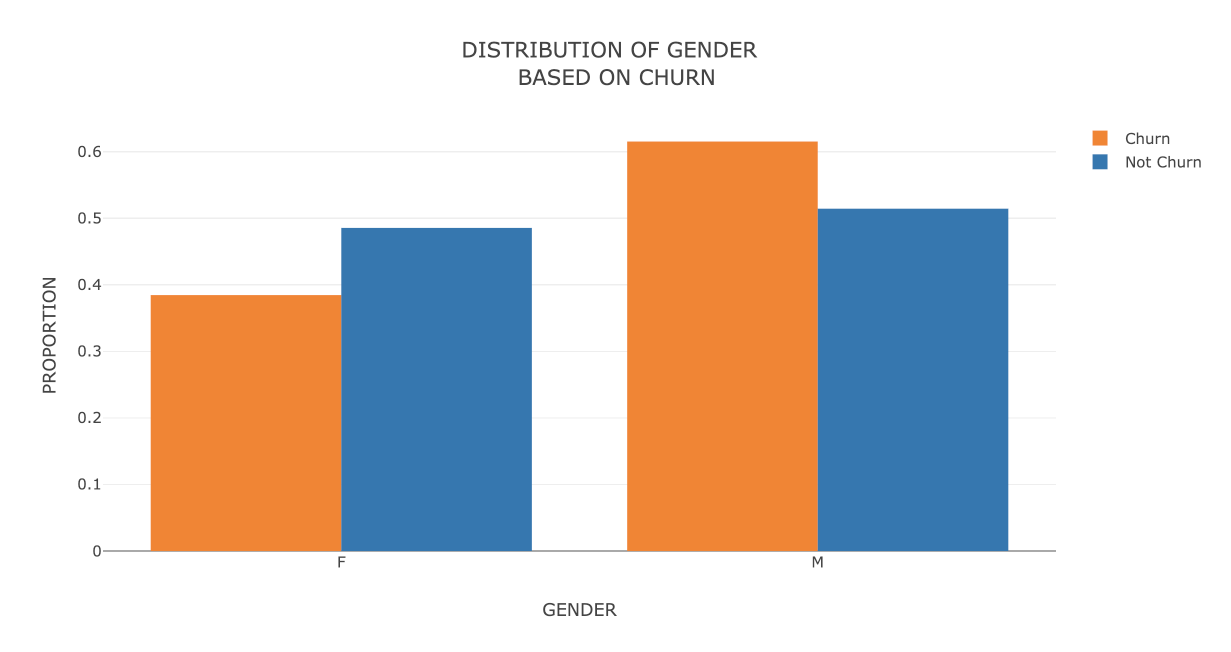 DISTRIBUTION OF GENDER
BASED ON CHURN
Churn
Not Churn
PROPORTION
0.6
0.5
0.4
0.3
0.2
0.1
0
F
M
GENDER